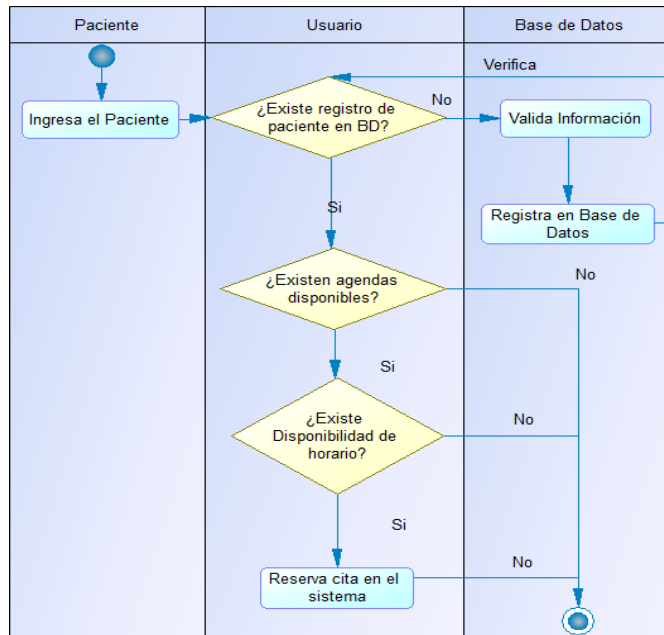 Paciente
Usuario
Base de Datos
Verifica
Ingresa el Paciente
¿Existe registro de
paciente en BD?
No
Valida Información
Si
Registra en Base de
Datos
¿Existen agendas
disponibles?
No
Si
¿Existe
Disponibilidad de
horario?
No
Si
Reserva cita en el
sistema
No